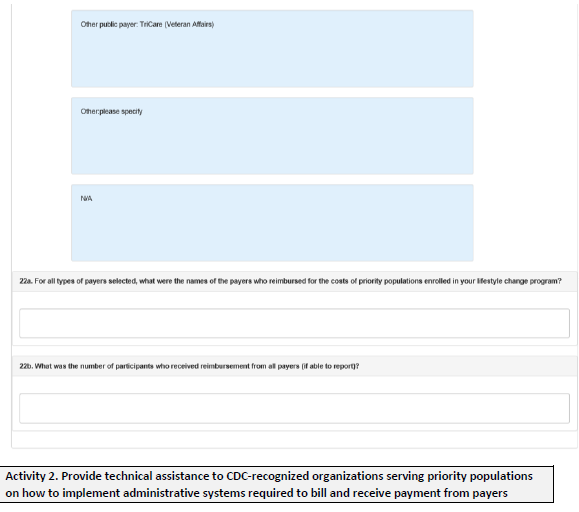 Other public payer: TriCare (Veteran Affairs)
Other:please specify
N/A
22a. For all types of payers selected, what were the names of the payers who reimbursed for the costs of priority populations enrolled in your lifestyle change program?
22b. What was the number of participants who received reimbursement from all payers (if able to report)?
Activity 2. Provide technical assistance to CDC-recognized organizations serving priority populations
on how to implement administrative systems required to bill and receive payment from payers